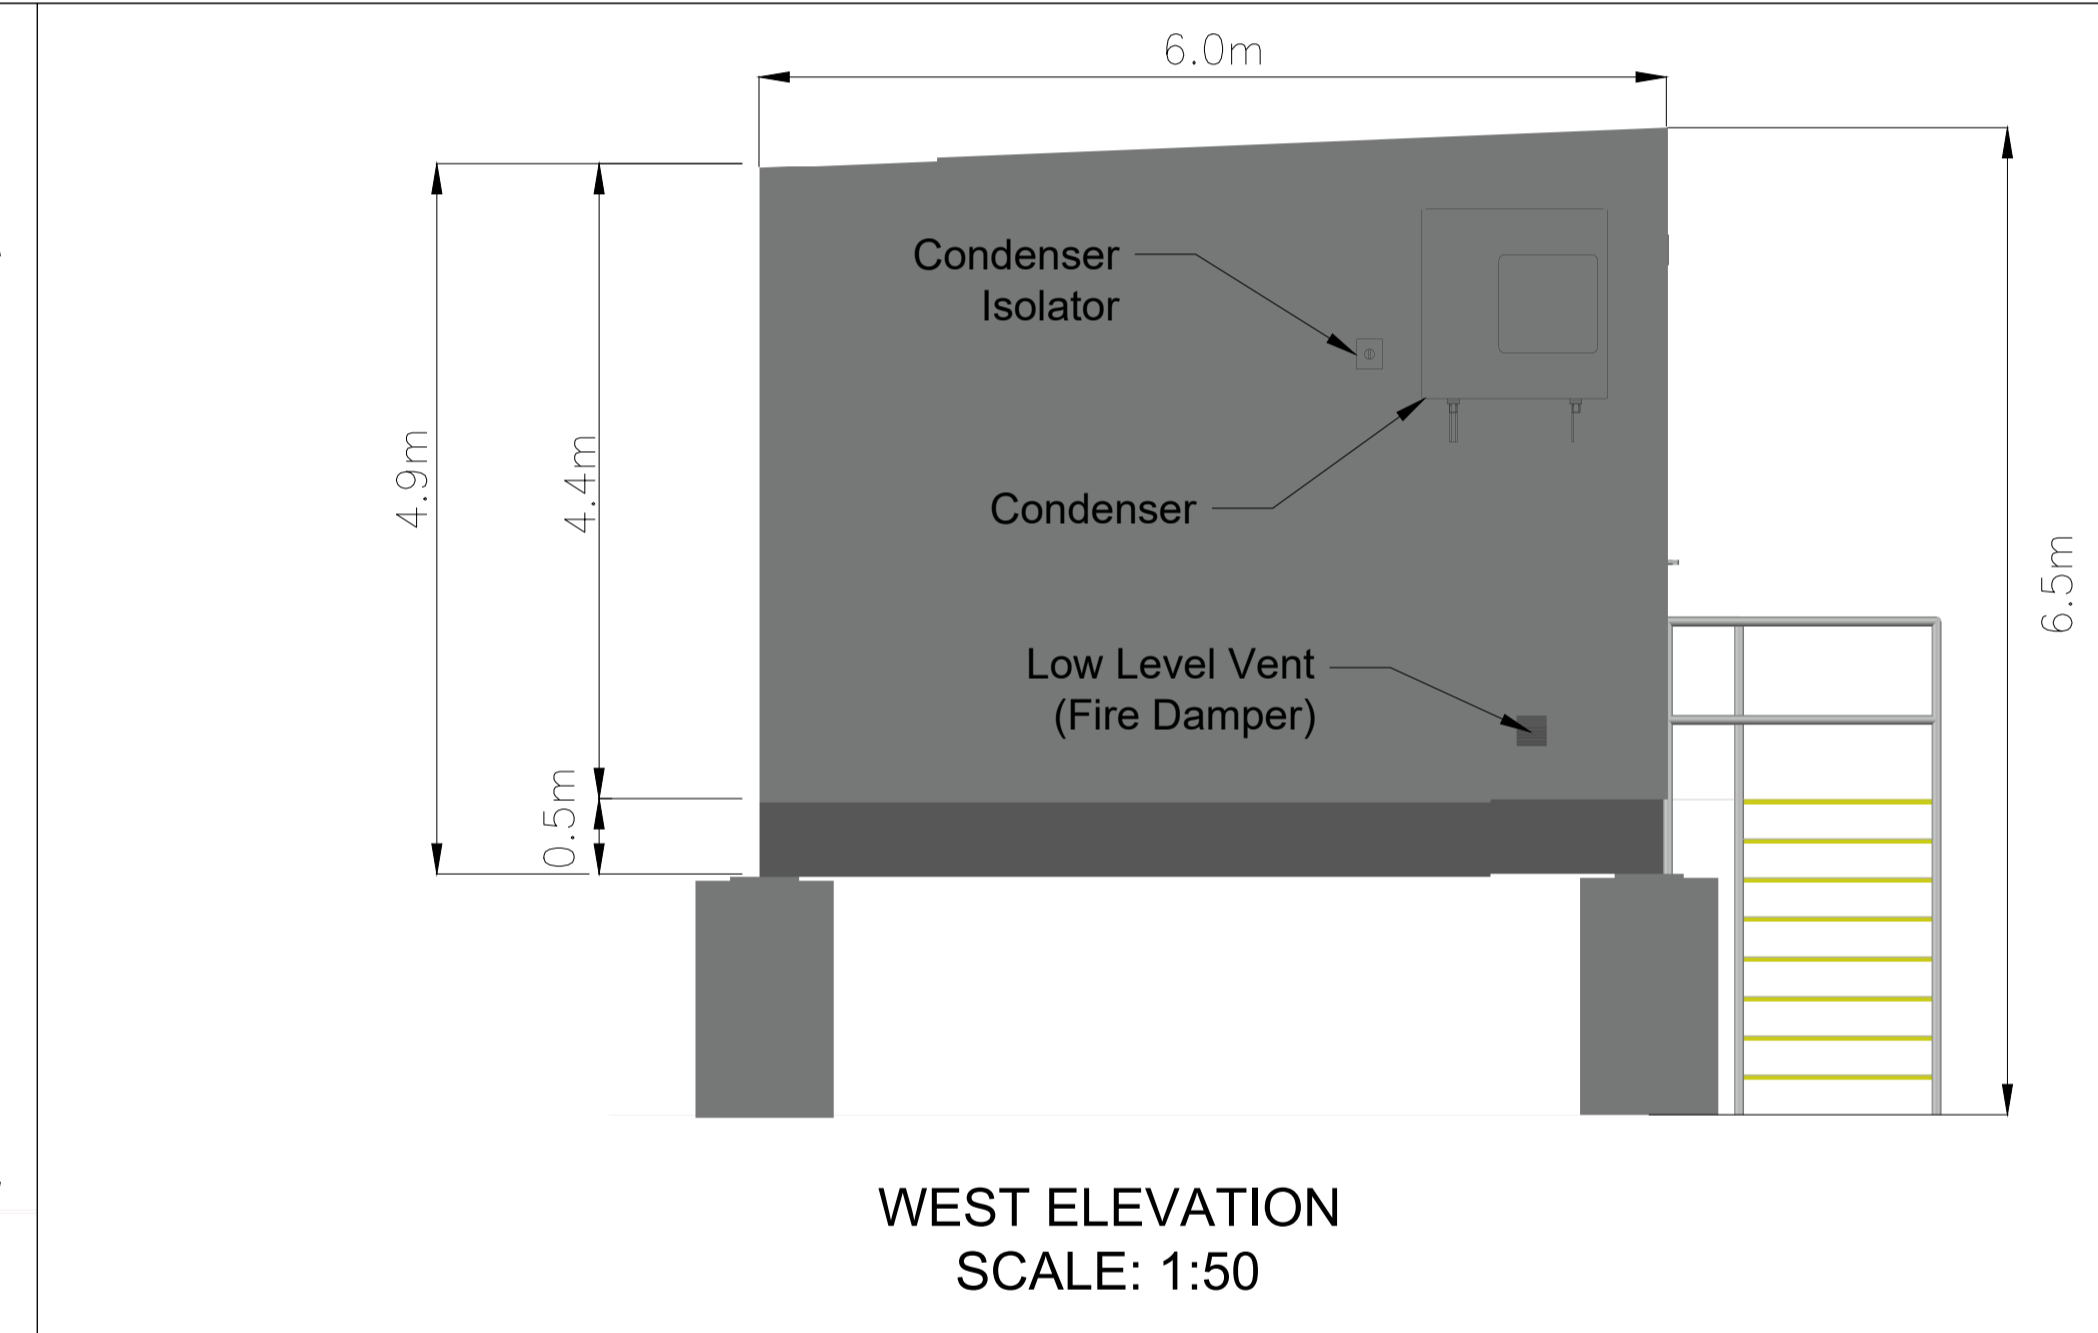 6.0m
Condenser
Isolator
4.9m
4.4m
Condenser
6.5m
Low Level Vent
(Fire Damper)
0.5m
WEST ELEVATION
SCALE: 1:50